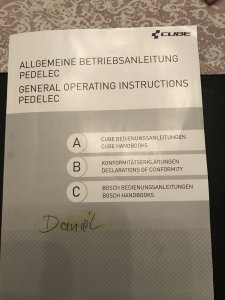 CUBE
ALLGEMEINE BETRIEBSANLEITUNG
PEDELEC
GENERAL OPERATING INSTRUCTIONS
PEDELEC
A
CUBE BEDIENUNGSANLEITUNGEN
CUBE HANDBOOKS
B
KONFORMITÄTSERKLÄRUNGEN
DECLARATIONS OF CONFORMITY
C
BOSCH BEDIENUNGSANLEITUNGEN
BOSCH HANDBOOKS
Daniel